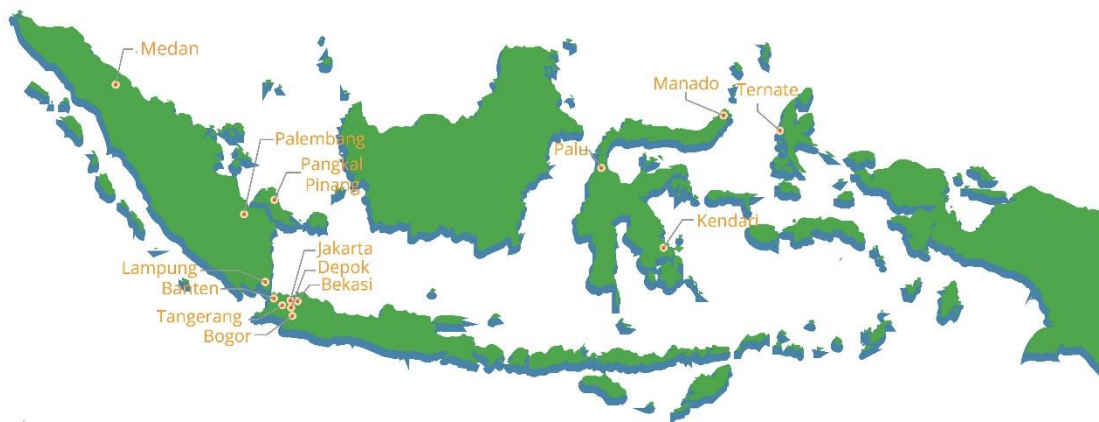 Medan
Manado
Ternate
Palembang
Palu
Pangkal
Pinang
Kendari
Jakarta
Lampung
Depok
Banten
Bekasi
Tangerang
Bogor